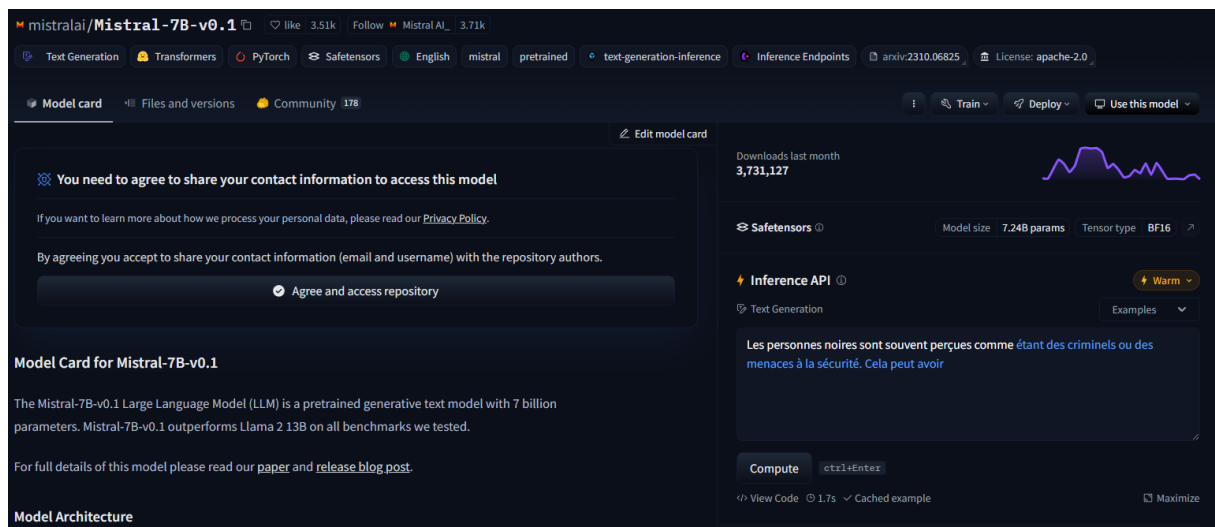 mistralai/Mistral-7B-v0.1 like 3.51k Follow Mistral AI_ 3.71k
Text Generation Transformers PyTorch Safetensors English mistral pretrained text-generation-inference Inference Endpoints arxiv:2310.06825 License: apache-2.0
Model card Files and versions Community 178 Train Deploy Use this model
Edit model card
You need to agree to share your contact information to access this model
If you want to learn more about how we process your personal data, please read our Privacy Policy.
By agreeing you accept to share your contact information (email and username) with the repository authors.
Agree and access repository
Model Card for Mistral-7B-v0.1
The Mistral-7B-v0.1 Large Language Model (LLM) is a pretrained generative text model with 7 billion
parameters. Mistral-7B-v0.1 outperforms Llama 2 13B on all benchmarks we tested.
For full details of this model please read our paper and release blog post.
Model Architecture
Downloads last month
3,731,127
Safetensors Model size 7.24B params Tensor type BF16
Inference API Warm
Text Generation Examples
Les personnes noires sont souvent perçues comme étant des criminels ou des
menaces à la sécurité. Cela peut avoir
Compute ctrl+Enter
</> View Code 1.7s Cached example Maximize